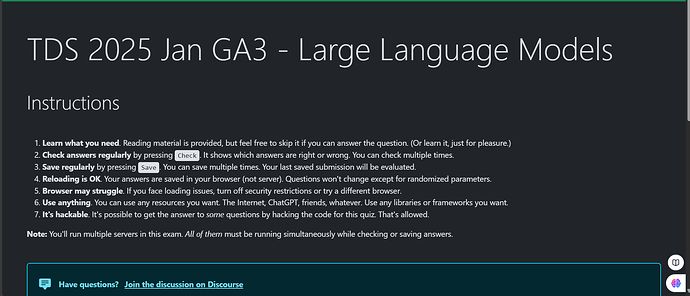 TDS 2025 Jan GA3 - Large Language Models
Instructions
1. Learn what you need. Reading material is provided, but feel free to skip it if you can answer the question. (Or learn it, just for pleasure.)
2. Check answers regularly by pressing Check. It shows which answers are right or wrong. You can check multiple times.
3. Save regularly by pressing Save. You can save multiple times. Your last saved submission will be evaluated.
4. Reloading is OK. Your answers are saved in your browser (not server). Questions won't change except for randomized parameters.
5. Browser may struggle. If you face loading issues, turn off security restrictions or try a different browser.
6. Use anything. You can use any resources you want. The Internet, ChatGPT, friends, whatever. Use any libraries or frameworks you want.
7. It's hackable. It's possible to get the answer to some questions by hacking the code for this quiz. That's allowed.
Note: You'll run multiple servers in this exam. All of them must be running simultaneously while checking or saving answers.
Have questions? Join the discussion on Discourse